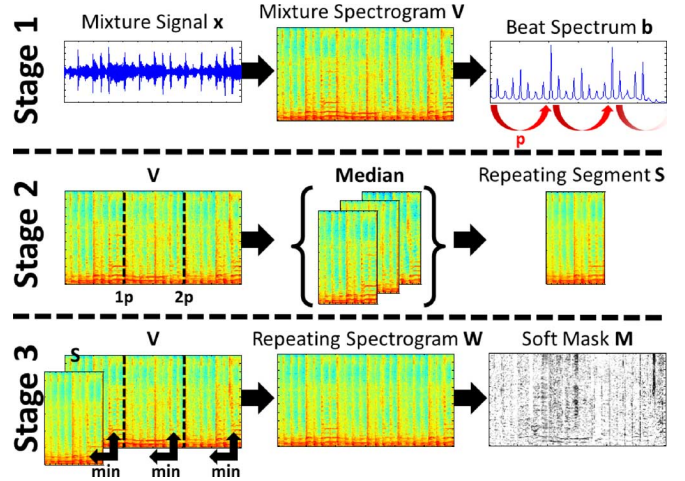 Stage 1
Mixture Signal x
Mixture Spectrogram V
Beat Spectrum b
p
Stage 2
V
Median
Repeating Segment S
1p
2p
Stage 3
S
V
Repeating Spectrogram W
Soft Mask M
min
min
min